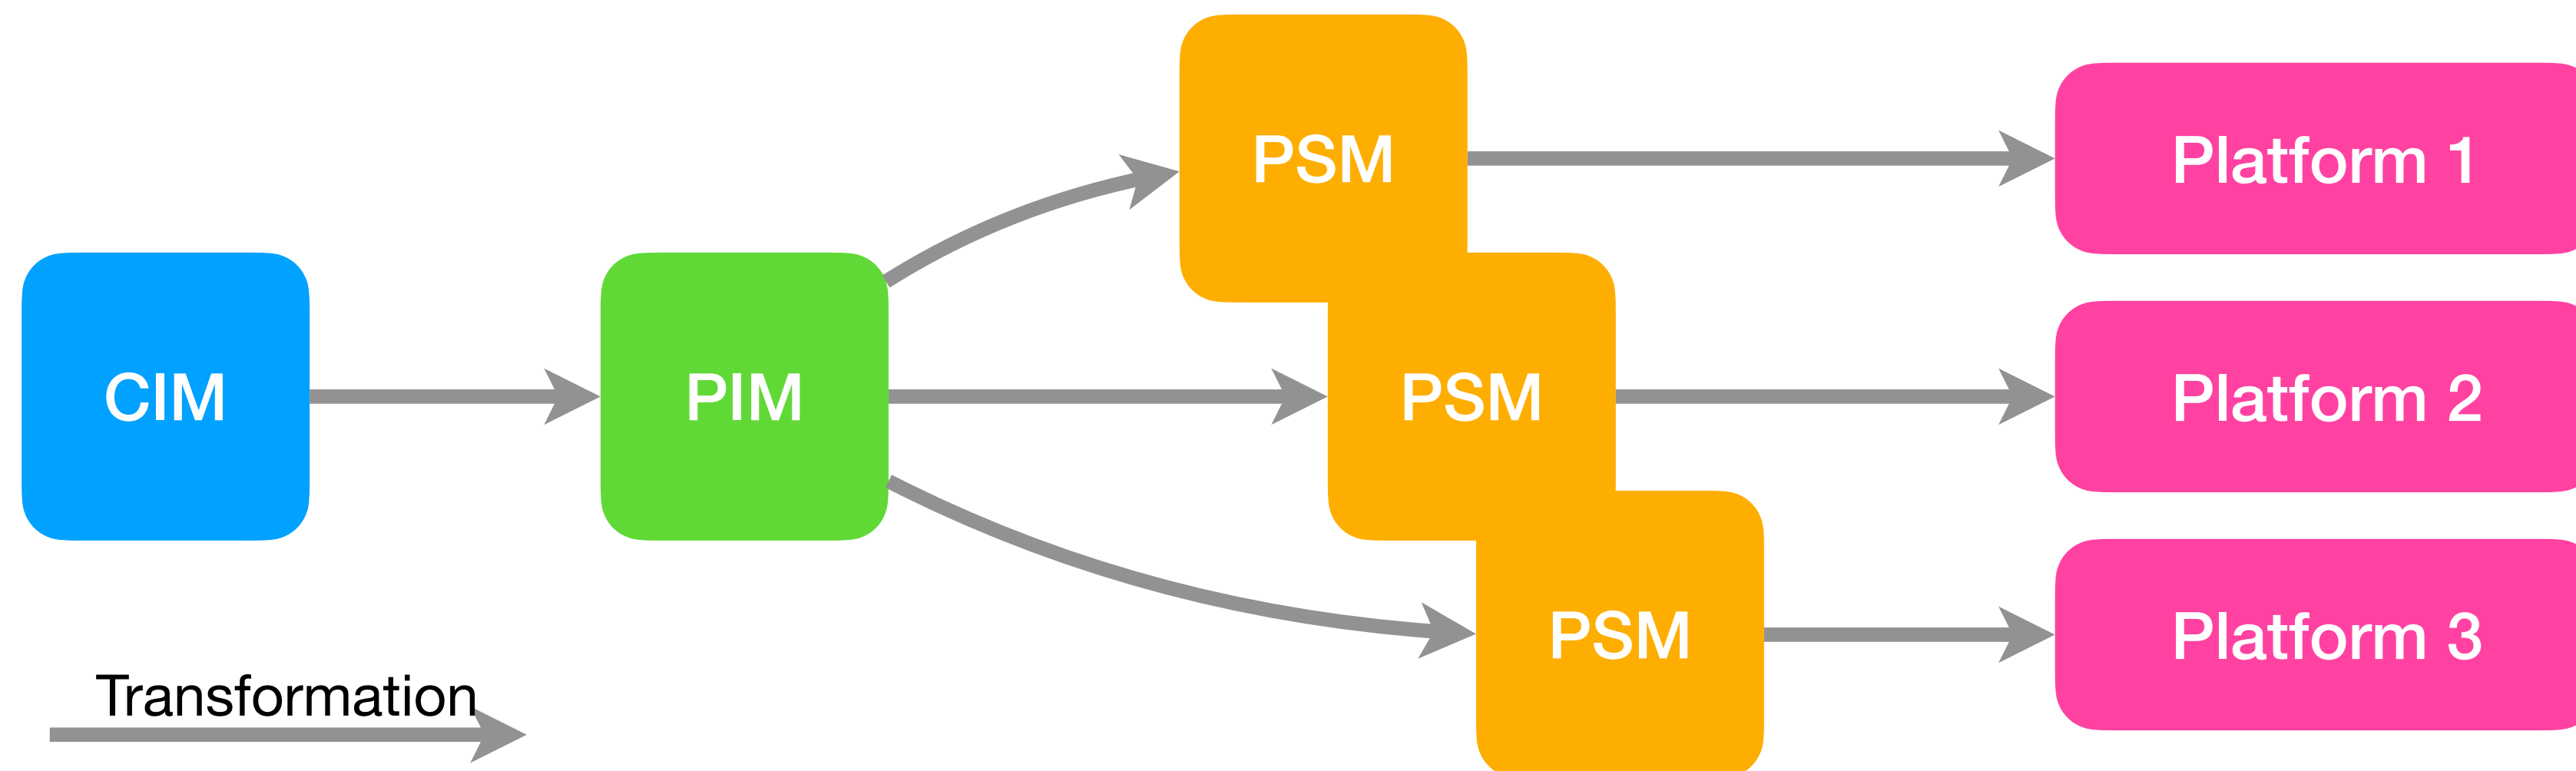 PSM
Platform 1
CIM
PIM
PSM
Platform 2
PSM
Platform 3
Transformation